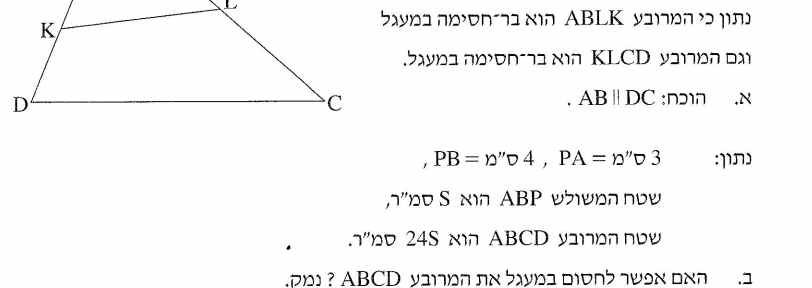 נתון כי המרובע ABLK הוא בר־חסימה במעגל
וגם המרובע KLCD הוא בר־חסימה במעגל.
א. הוכח: AB || DC .
נתון: 3 ס"מ = PA , 4 ס"מ = PB ,
שטח המשולש ABP הוא S סמ"ר,
שטח המרובע ABCD הוא 24S סמ"ר.
ב. האם אפשר לחסום במעגל את המרובע ABCD ? נמק.
K
L
D
C